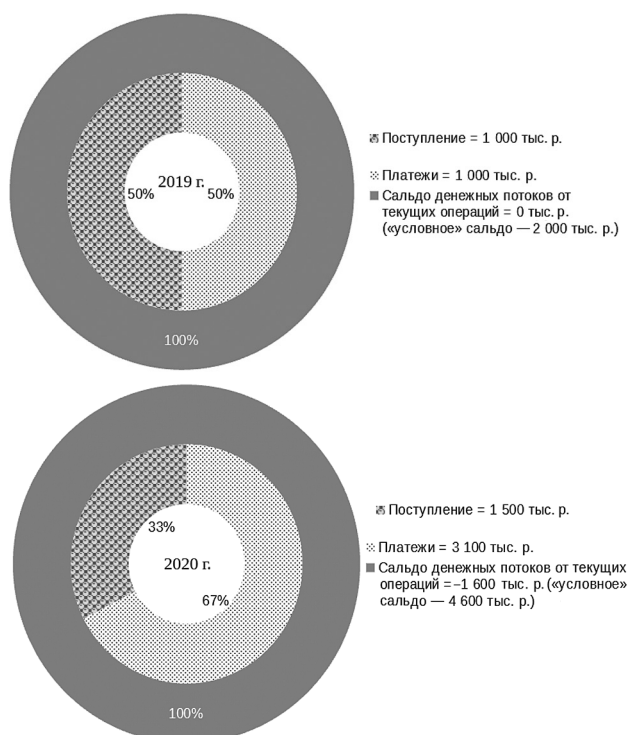 2019 г.
50%
50%
100%
Поступление = 1 000 тыс. р.
Платежи = 1 000 тыс. р.
Сальдо денежных потоков от
текущих операций = 0 тыс. р.
(«условное» сальдо — 2 000 тыс. р.)
33%
2020 г.
67%
100%
Поступление = 1 500 тыс. р.
Платежи = 3 100 тыс. р.
Сальдо денежных потоков от текущих
операций =–1 600 тыс. р. («условное»
сальдо — 4 600 тыс. р.)